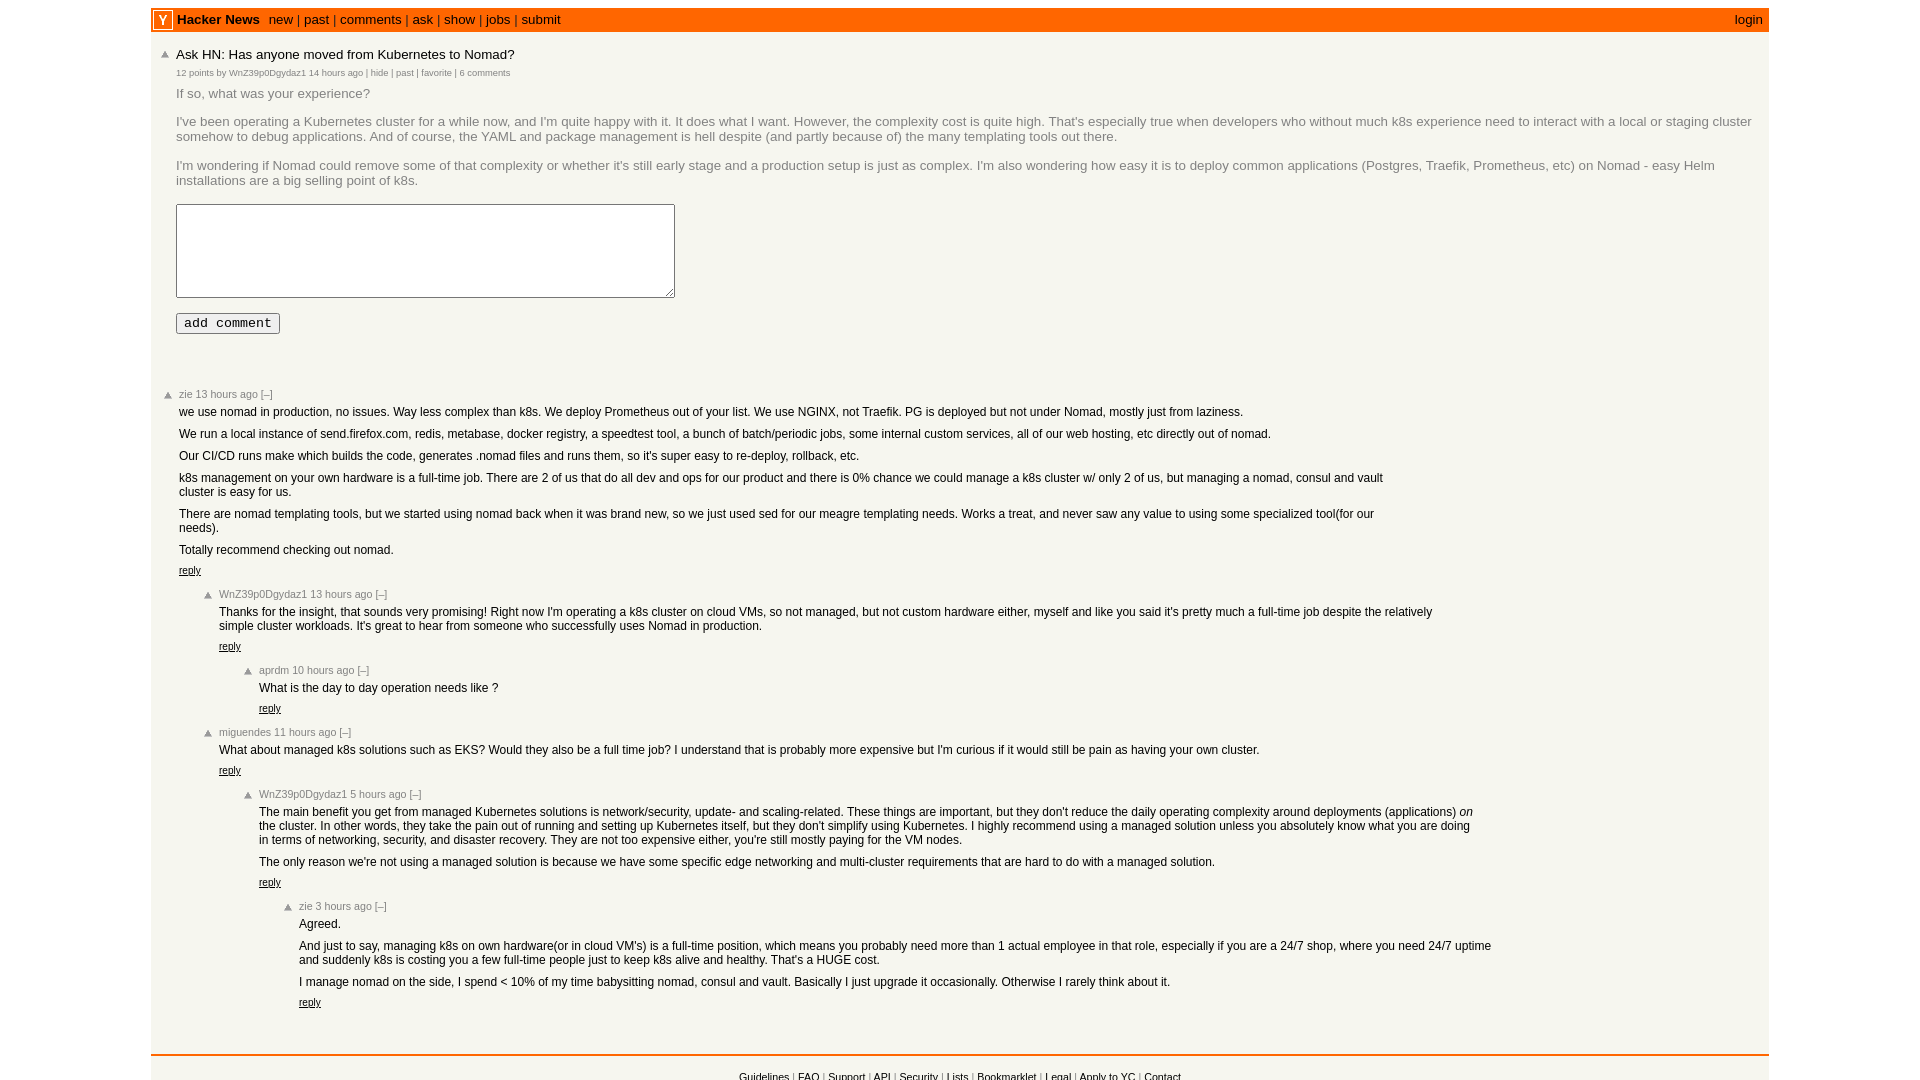 Y Hacker News new | past | comments | ask | show | jobs | submit login
Ask HN: Has anyone moved from Kubernetes to Nomad?
12 points by WnZ39p0Dgydaz1 14 hours ago | hide | past | favorite | 6 comments
If so, what was your experience?
I've been operating a Kubernetes cluster for a while now, and I'm quite happy with it. It does what I want. However, the complexity cost is quite high. That's especially true when developers who without much k8s experience need to interact with a local or staging cluster
somehow to debug applications. And of course, the YAML and package management is hell despite (and partly because of) the many templating tools out there.
I'm wondering if Nomad could remove some of that complexity or whether it's still early stage and a production setup is just as complex. I'm also wondering how easy it is to deploy common applications (Postgres, Traefik, Prometheus, etc) on Nomad - easy Helm
installations are a big selling point of k8s.
add comment
zie 13 hours ago [–]
we use nomad in production, no issues. Way less complex than k8s. We deploy Prometheus out of your list. We use NGINX, not Traefik. PG is deployed but not under Nomad, mostly just from laziness.
We run a local instance of send.firefox.com, redis, metabase, docker registry, a speedtest tool, a bunch of batch/periodic jobs, some internal custom services, all of our web hosting, etc directly out of nomad.
Our CI/CD runs make which builds the code, generates .nomad files and runs them, so it's super easy to re-deploy, rollback, etc.
k8s management on your own hardware is a full-time job. There are 2 of us that do all dev and ops for our product and there is 0% chance we could manage a k8s cluster w/ only 2 of us, but managing a nomad, consul and vault
cluster is easy for us.
There are nomad templating tools, but we started using nomad back when it was brand new, so we just used sed for our meagre templating needs. Works a treat, and never saw any value to using some specialized tool(for our
needs).
Totally recommend checking out nomad.
reply
WnZ39p0Dgydaz1 13 hours ago [–]
Thanks for the insight, that sounds very promising! Right now I'm operating a k8s cluster on cloud VMs, so not managed, but not custom hardware either, myself and like you said it's pretty much a full-time job despite the relatively
simple cluster workloads. It's great to hear from someone who successfully uses Nomad in production.
reply
aprdm 10 hours ago [–]
What is the day to day operation needs like ?
reply
miguendes 11 hours ago [–]
What about managed k8s solutions such as EKS? Would they also be a full time job? I understand that is probably more expensive but I'm curious if it would still be pain as having your own cluster.
reply
WnZ39p0Dgydaz1 5 hours ago [–]
The main benefit you get from managed Kubernetes solutions is network/security, update- and scaling-related. These things are important, but they don't reduce the daily operating complexity around deployments (applications) on
the cluster. In other words, they take the pain out of running and setting up Kubernetes itself, but they don't simplify using Kubernetes. I highly recommend using a managed solution unless you absolutely know what you are doing
in terms of networking, security, and disaster recovery. They are not too expensive either, you're still mostly paying for the VM nodes.
The only reason we're not using a managed solution is because we have some specific edge networking and multi-cluster requirements that are hard to do with a managed solution.
reply
zie 3 hours ago [–]
Agreed.
And just to say, managing k8s on own hardware(or in cloud VM's) is a full-time position, which means you probably need more than 1 actual employee in that role, especially if you are a 24/7 shop, where you need 24/7 uptime
and suddenly k8s is costing you a few full-time people just to keep k8s alive and healthy. That's a HUGE cost.
I manage nomad on the side, I spend < 10% of my time babysitting nomad, consul and vault. Basically I just upgrade it occasionally. Otherwise I rarely think about it.
reply
Guidelines | FAQ | Support | API | Security | Lists | Bookmarklet | Legal | Apply to YC | Contact